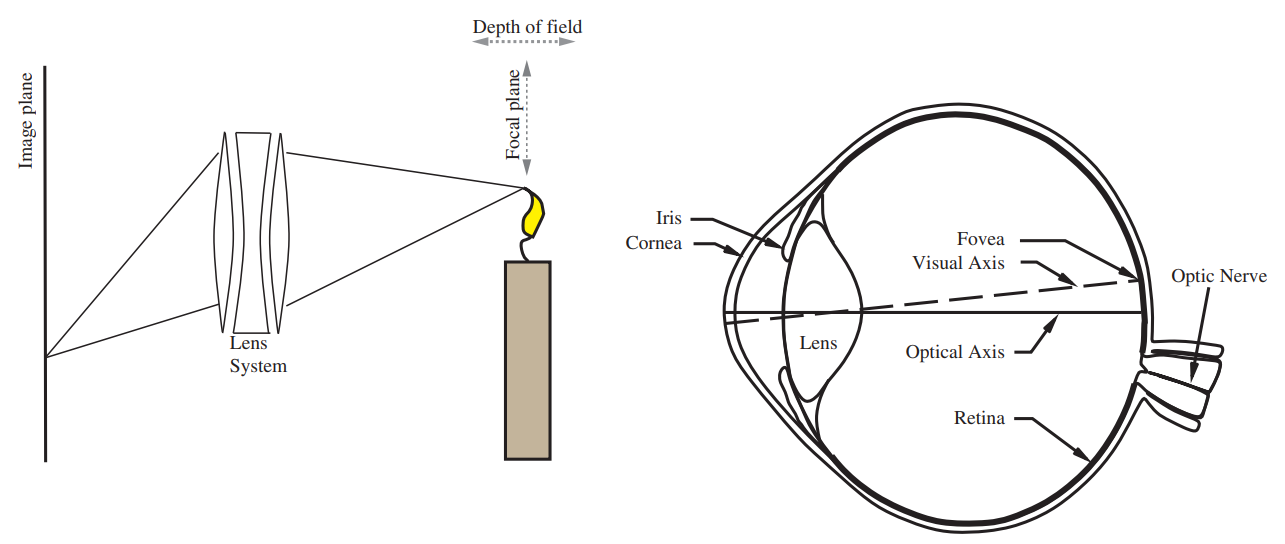 Depth of field
Image plane
Focal plane
Lens
System
Iris
Cornea
Fovea
Visual Axis
Optic Nerve
Lens
Optical Axis
Retina